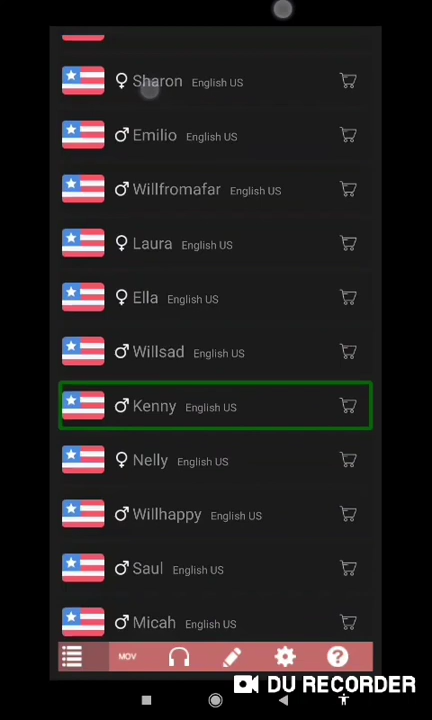 Sharon English US
Emilio English US
Willfromafar English US
Laura English US
Ella English US
Willsad English US
Kenny English US
Nelly English US
Willhappy English US
Saul English US
Micah English US
MOV
?
DU RECORDER